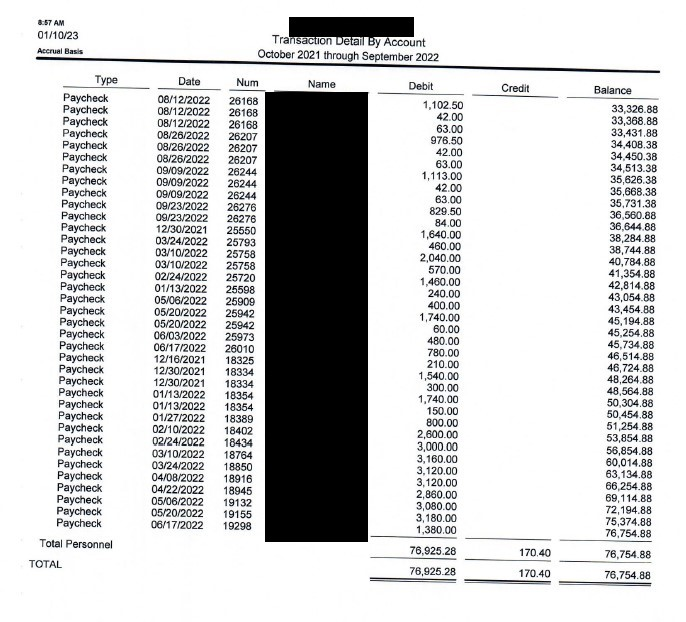 8:57 AM
01/10/23
Accrual Basis
Transaction Detail By Account
October 2021 through September 2022
Type Date Num Name Debit Credit Balance
Paycheck 08/12/2022 26168 1,102.50 33,326.88
Paycheck 08/12/2022 26168 42.00 33,368.88
Paycheck 08/12/2022 26168 63.00 33,431.88
Paycheck 08/26/2022 26207 976.50 34,408.38
Paycheck 08/26/2022 26207 42.00 34,450.38
Paycheck 08/26/2022 26207 63.00 34,513.38
Paycheck 09/09/2022 26244 1,113.00 35,626.38
Paycheck 09/09/2022 26244 42.00 35,668.38
Paycheck 09/09/2022 26244 63.00 35,731.38
Paycheck 09/23/2022 26276 829.50 36,560.88
Paycheck 09/23/2022 26276 84.00 36,644.88
Paycheck 12/30/2021 25550 1,640.00 38,284.88
Paycheck 03/24/2022 25793 460.00 38,744.88
Paycheck 03/10/2022 25758 2,040.00 40,784.88
Paycheck 03/10/2022 25758 570.00 41,354.88
Paycheck 02/24/2022 25720 1,460.00 42,814.88
Paycheck 01/13/2022 25598 240.00 43,054.88
Paycheck 05/06/2022 25909 400.00 43,454.88
Paycheck 05/20/2022 25942 1,740.00 45,194.88
Paycheck 05/20/2022 25942 60.00 45,254.88
Paycheck 06/03/2022 25973 480.00 45,734.88
Paycheck 06/17/2022 26010 780.00 46,514.88
Paycheck 12/16/2021 18325 210.00 46,724.88
Paycheck 12/30/2021 18334 1,540.00 48,264.88
Paycheck 12/30/2021 18334 300.00 48,564.88
Paycheck 01/13/2022 18354 1,740.00 50,304.88
Paycheck 01/13/2022 18354 150.00 50,454.88
Paycheck 01/27/2022 18389 800.00 51,254.88
Paycheck 02/10/2022 18402 2,600.00 53,854.88
Paycheck 02/24/2022 18434 3,000.00 56,854.88
Paycheck 03/10/2022 18764 3,160.00 60,014.88
Paycheck 03/24/2022 18850 3,120.00 63,134.88
Paycheck 04/08/2022 18916 3,120.00 66,254.88
Paycheck 04/22/2022 18945 2,860.00 69,114.88
Paycheck 05/06/2022 19132 3,080.00 72,194.88
Paycheck 05/20/2022 19155 3,180.00 75,374.88
Paycheck 06/17/2022 19298 1,380.00 76,754.88
Total Personnel 76,925.28 170.40 76,754.88
TOTAL 76,925.28 170.40 76,754.88